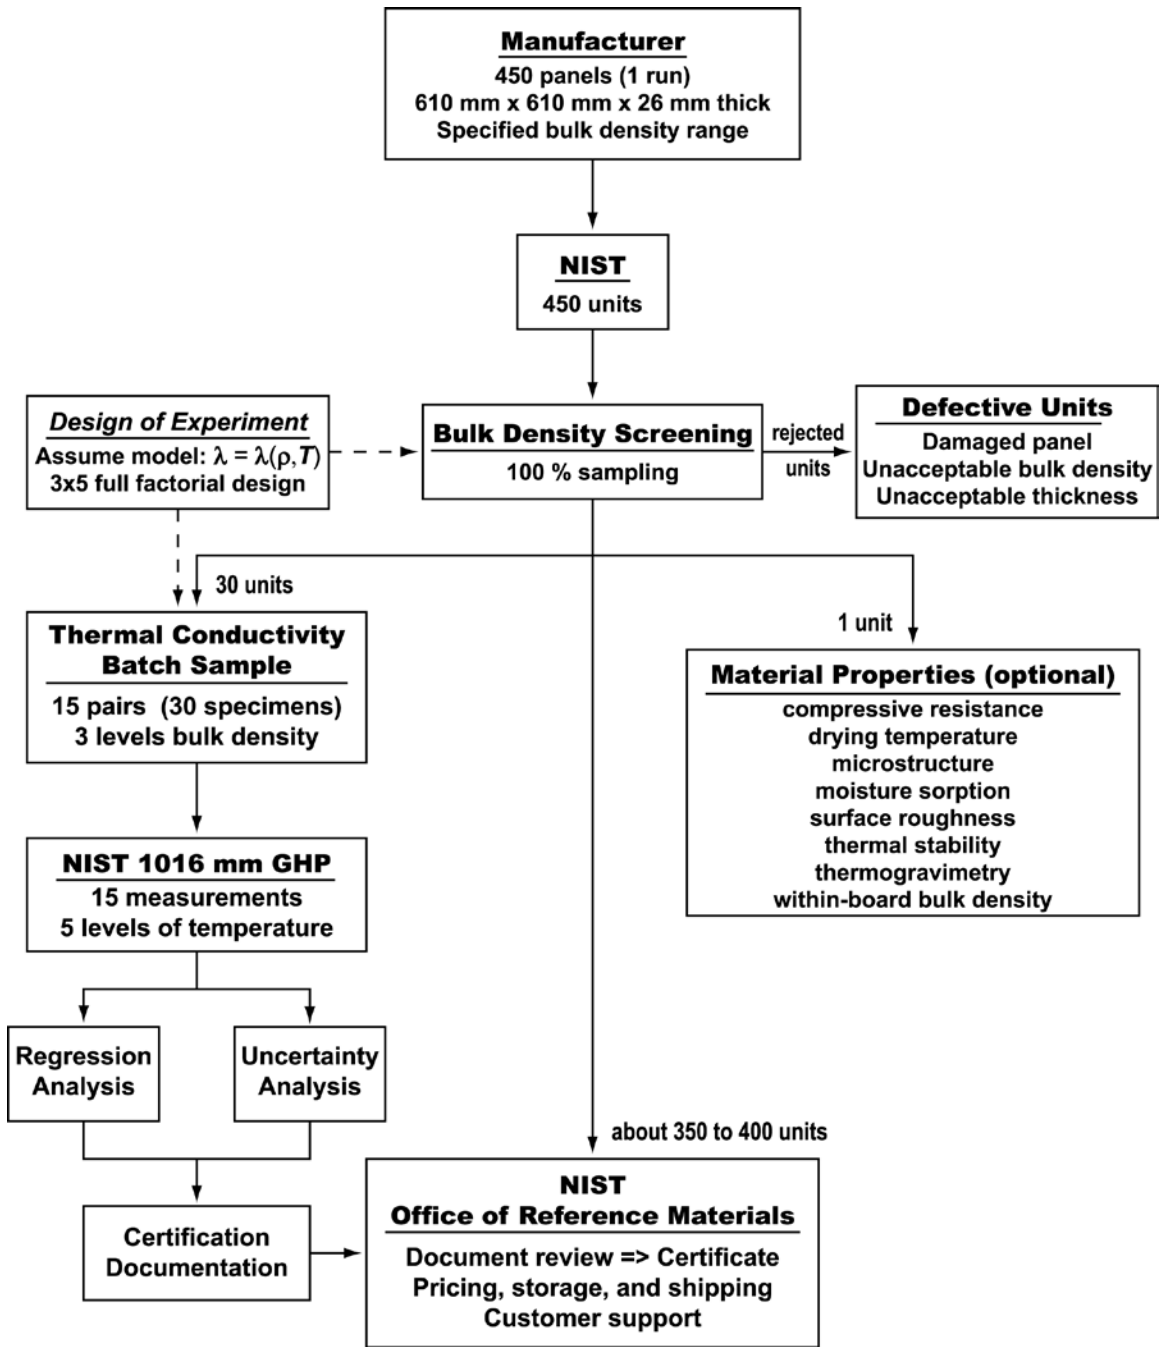 Manufacturer
450 panels (1 run)
610 mm x 610 mm x 26 mm thick
Specified bulk density range
NIST
450 units
Design of Experiment
Assume model: λ = λ(ρ,T)
3x5 full factorial design
Bulk Density Screening
100 % sampling
rejected
units
Defective Units
Damaged panel
Unacceptable bulk density
Unacceptable thickness
30 units
1 unit
Thermal Conductivity
Batch Sample
15 pairs (30 specimens)
3 levels bulk density
Material Properties (optional)
compressive resistance
drying temperature
microstructure
moisture sorption
surface roughness
thermal stability
thermogravimetry
within-board bulk density
NIST 1016 mm GHP
15 measurements
5 levels of temperature
Regression
Analysis
Uncertainty
Analysis
about 350 to 400 units
Certification
Documentation
NIST
Office of Reference Materials
Document review => Certificate
Pricing, storage, and shipping
Customer support